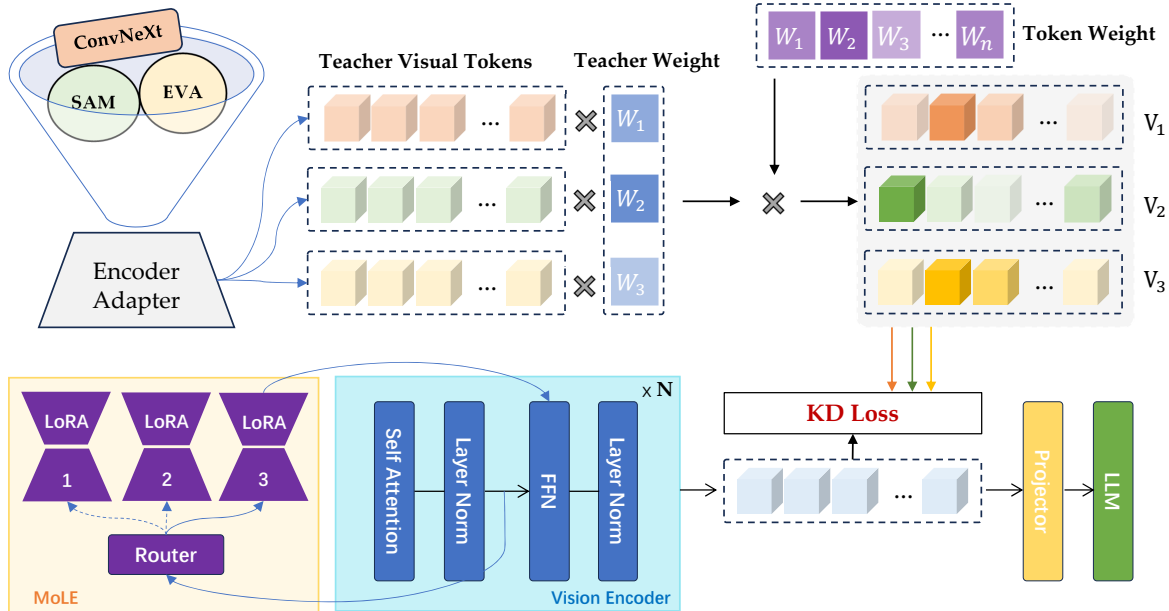 ConvNeXt
SAM
EVA
Encoder
Adapter
Teacher Visual Tokens
Teacher Weight
...
W₁
...
W₂
...
W₃
W₁ W₂ W₃ ... Wₙ
Token Weight
...
V₁
...
V₂
...
V₃
LoRA LoRA LoRA
1 2 3
Router
MoLE
x N
Self Attention
Layer Norm
FFN
Layer Norm
Vision Encoder
KD Loss
...
Projector
LLM